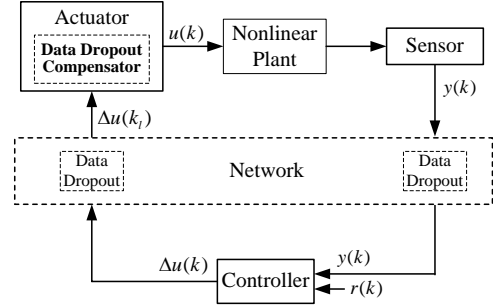 Actuator
Data Dropout
Compensator
u(k)
Nonlinear
Plant
Sensor
y(k)
Δu(k_l)
Data
Dropout
Network
Data
Dropout
Δu(k)
Controller
y(k)
r(k)